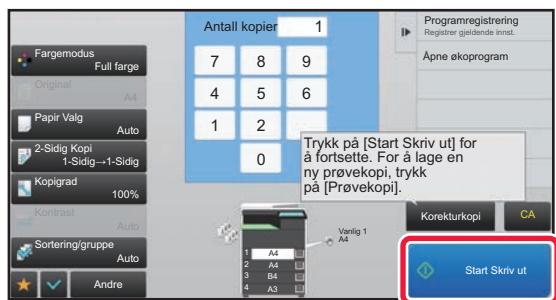 Antall kopier 1
Programregistrering
Registrer gjeldende innst.
Åpne økoprogram
Fargemodus
Full farge
Original
A4
Papir Valg
Auto
2-Sidig Kopi
1-Sidig→1-Sidig
Kopigrad
100%
Kontrast
Auto
Sortering/gruppe
Auto
Andre
7 8 9
4 5 6
1 2
0
Trykk på [Start Skriv ut] for
å fortsette. For å lage en
ny prøvekopi, trykk
på [Prøvekopi].
Vanlig 1
A4
1 A4
2 A4
3 B4
4 A3
Korekturkopi
CA
Start Skriv ut